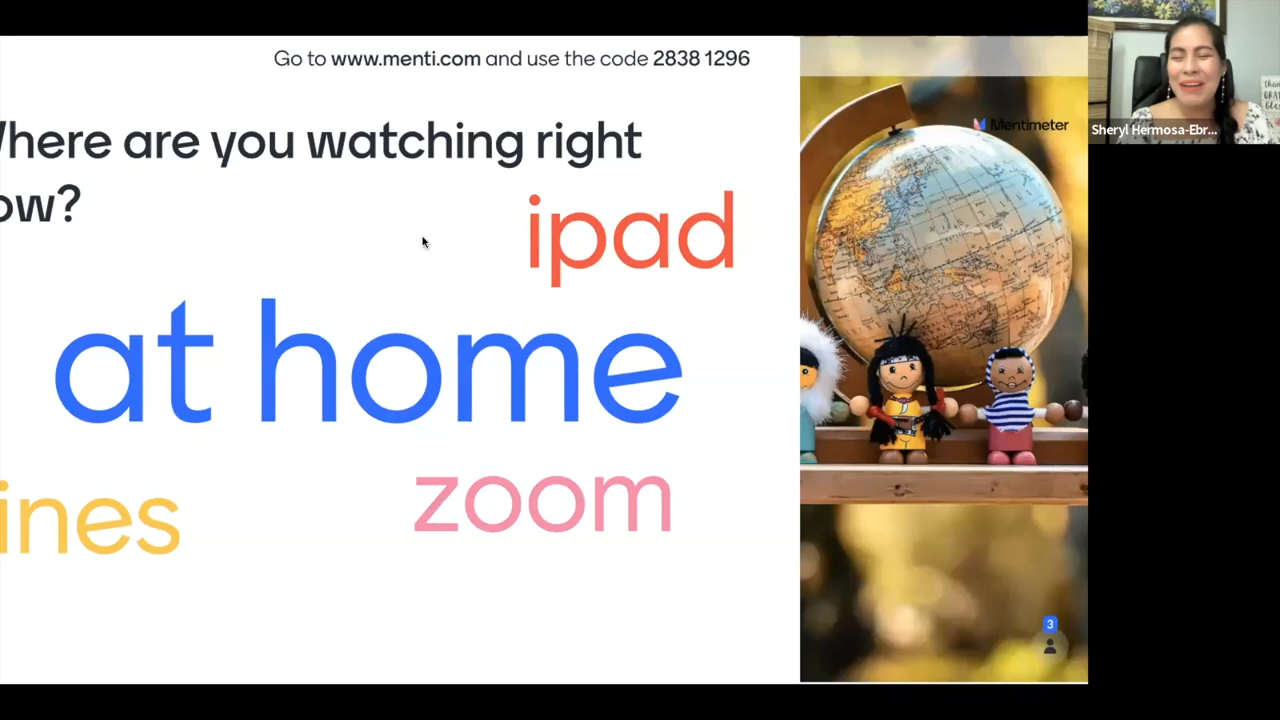 Go to www.menti.com and use the code 2838 1296
Mentimeter
here are you watching right
ow?
ipad
at home
zoom
ines
3
Sheryl Hermosa-Ebr...